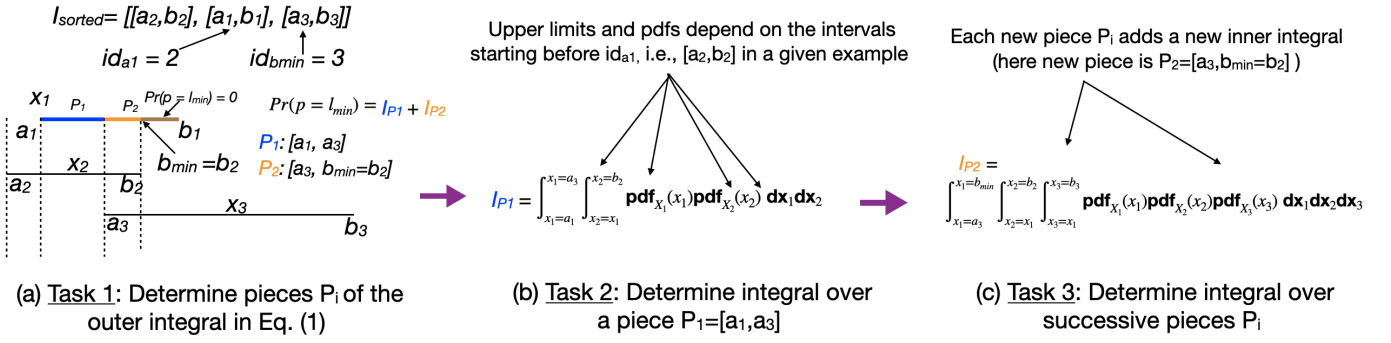 I_sorted= [[a2,b2], [a1,b1], [a3,b3]]
id_a1 = 2
id_bmin = 3
x1
P1
P2
Pr(p = l_min) = 0
Pr(p = l_min) = I_P1 + I_P2
a1
b1
P1: [a1, a3]
x2
b_min =b2
P2: [a3, b_min=b2]
a2
b2
x3
a3
b3
(a) Task 1: Determine pieces Pi of the
outer integral in Eq. (1)
Upper limits and pdfs depend on the intervals
starting before id_a1, i.e., [a2,b2] in a given example
I_P1 = ∫_{x1=a1}^{x1=a3} ∫_{x2=x1}^{x2=b2} pdf_X1(x1)pdf_X2(x2) dx1dx2
(b) Task 2: Determine integral over
a piece P1=[a1,a3]
Each new piece Pi adds a new inner integral
(here new piece is P2=[a3,b_min=b2] )
I_P2 =
∫_{x1=a3}^{x1=b_min} ∫_{x2=x1}^{x2=b2} ∫_{x3=x1}^{x3=b3} pdf_X1(x1)pdf_X2(x2)pdf_X3(x3) dx1dx2dx3
(c) Task 3: Determine integral over
successive pieces Pi